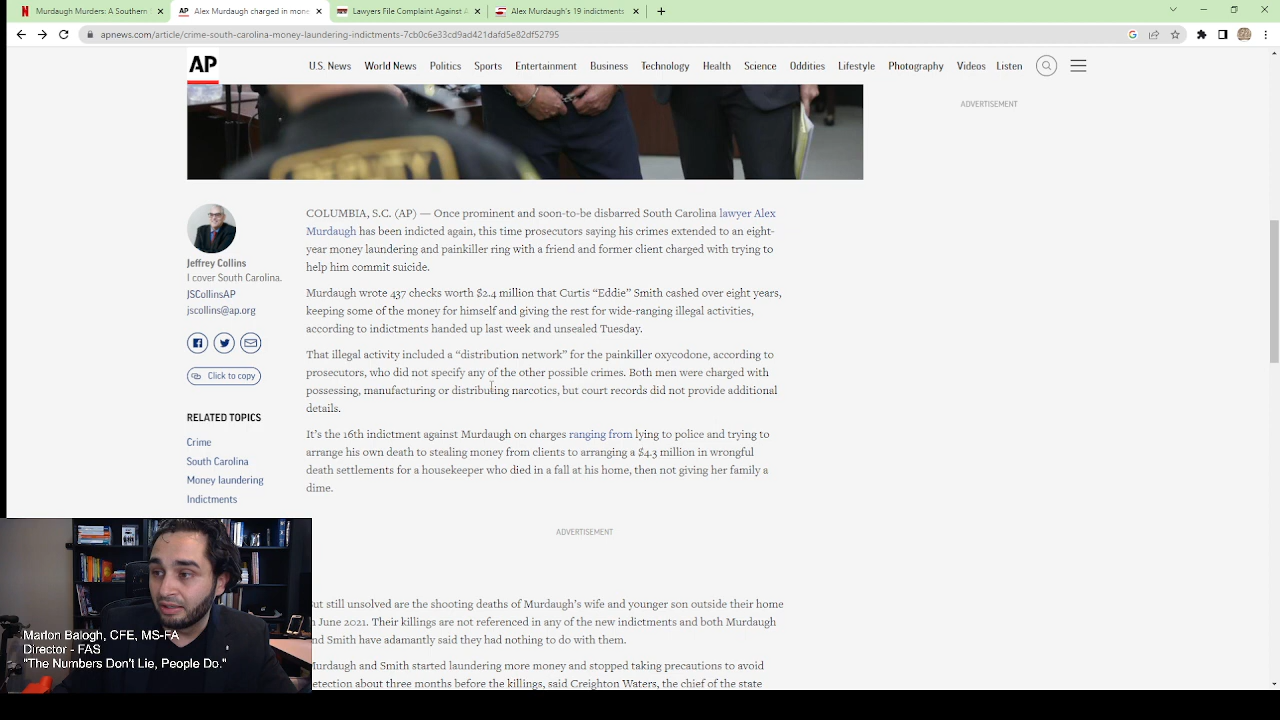 Murdaugh Murders: A Southern S
Alex Murdaugh charged in mone
Lawyers File Complaint Against A
Alex Murdaugh's 19 indictments
apnews.com/article/crime-south-carolina-money-laundering-indictments-7cb0c6e33cd9ad421dafd5e82df52795
AP
U.S. News
World News
Politics
Sports
Entertainment
Business
Technology
Health
Science
Oddities
Lifestyle
Photography
Videos
Listen
ADVERTISEMENT
COLUMBIA, S.C. (AP) — Once prominent and soon-to-be disbarred South Carolina lawyer Alex
Murdaugh has been indicted again, this time prosecutors saying his crimes extended to an eight-
year money laundering and painkiller ring with a friend and former client charged with trying to
help him commit suicide.
Jeffrey Collins
I cover South Carolina.
JSCollinsAP
jscollins@ap.org
Click to copy
Murdaugh wrote 437 checks worth $2.4 million that Curtis “Eddie” Smith cashed over eight years,
keeping some of the money for himself and giving the rest for wide-ranging illegal activities,
according to indictments handed up last week and unsealed Tuesday.
That illegal activity included a “distribution network” for the painkiller oxycodone, according to
prosecutors, who did not specify any of the other possible crimes. Both men were charged with
possessing, manufacturing or distributing narcotics, but court records did not provide additional
details.
RELATED TOPICS
Crime
South Carolina
Money laundering
Indictments
It’s the 16th indictment against Murdaugh on charges ranging from lying to police and trying to
arrange his own death to stealing money from clients to arranging a $4.3 million in wrongful
death settlements for a housekeeper who died in a fall at his home, then not giving her family a
dime.
ADVERTISEMENT
But still unsolved are the shooting deaths of Murdaugh’s wife and younger son outside their home
in June 2021. Their killings are not referenced in any of the new indictments and both Murdaugh
and Smith have adamantly said they had nothing to do with them.
Murdaugh and Smith started laundering more money and stopped taking precautions to avoid
detection about three months before the killings, said Creighton Waters, the chief of the state
Marlon Balogh, CFE, MS-FA
Director - FAS
"The Numbers Don't Lie, People Do."